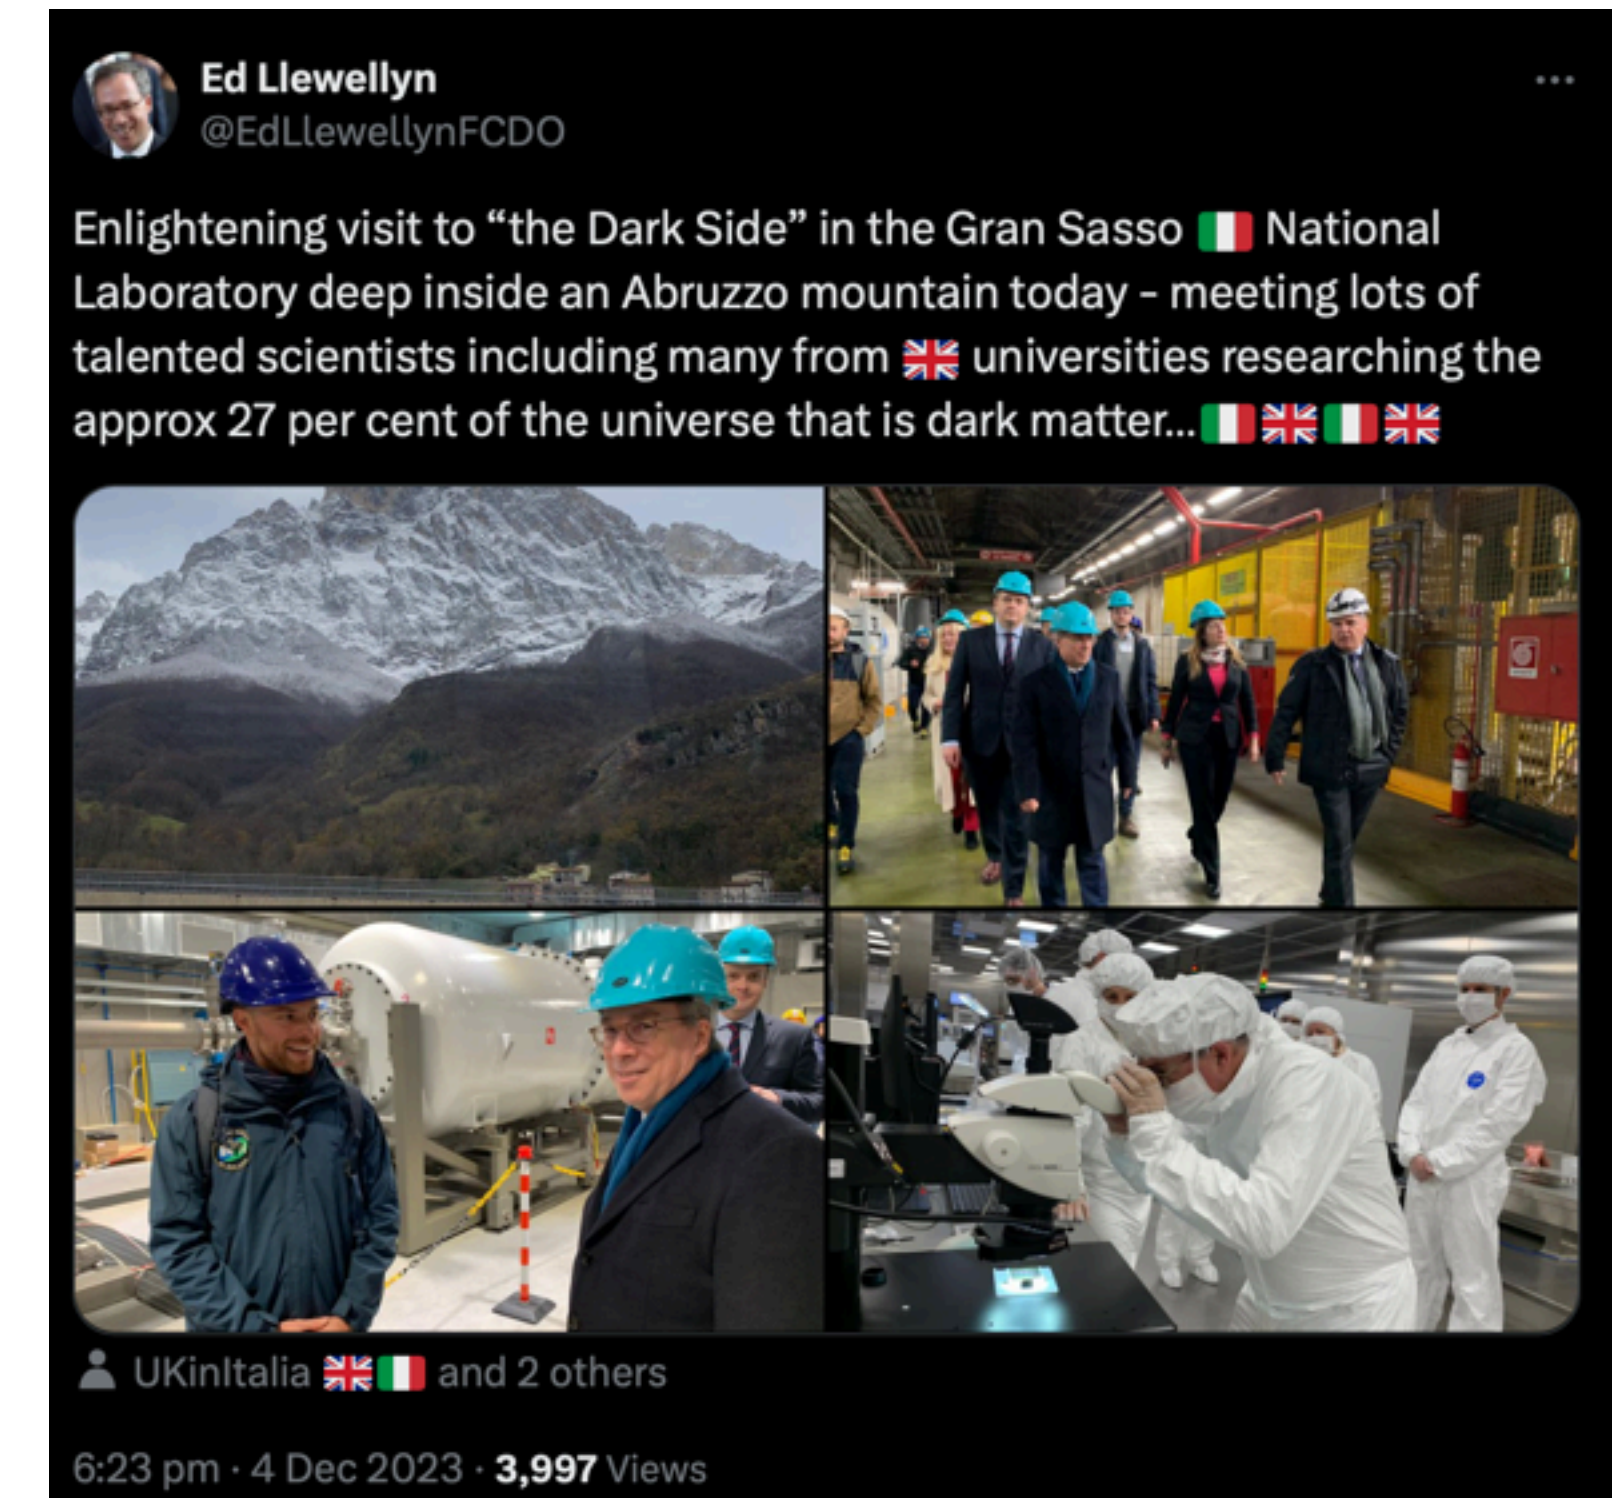 Ed Llewellyn
@EdLlewellynFCDO
Enlightening visit to “the Dark Side” in the Gran Sasso 🇮🇹 National
Laboratory deep inside an Abruzzo mountain today - meeting lots of
talented scientists including many from 🇬🇧 universities researching the
approx 27 per cent of the universe that is dark matter...🇮🇹🇬🇧🇮🇹🇬🇧
UKinItalia 🇬🇧🇮🇹 and 2 others
6:23 pm · 4 Dec 2023 · 3,997 Views